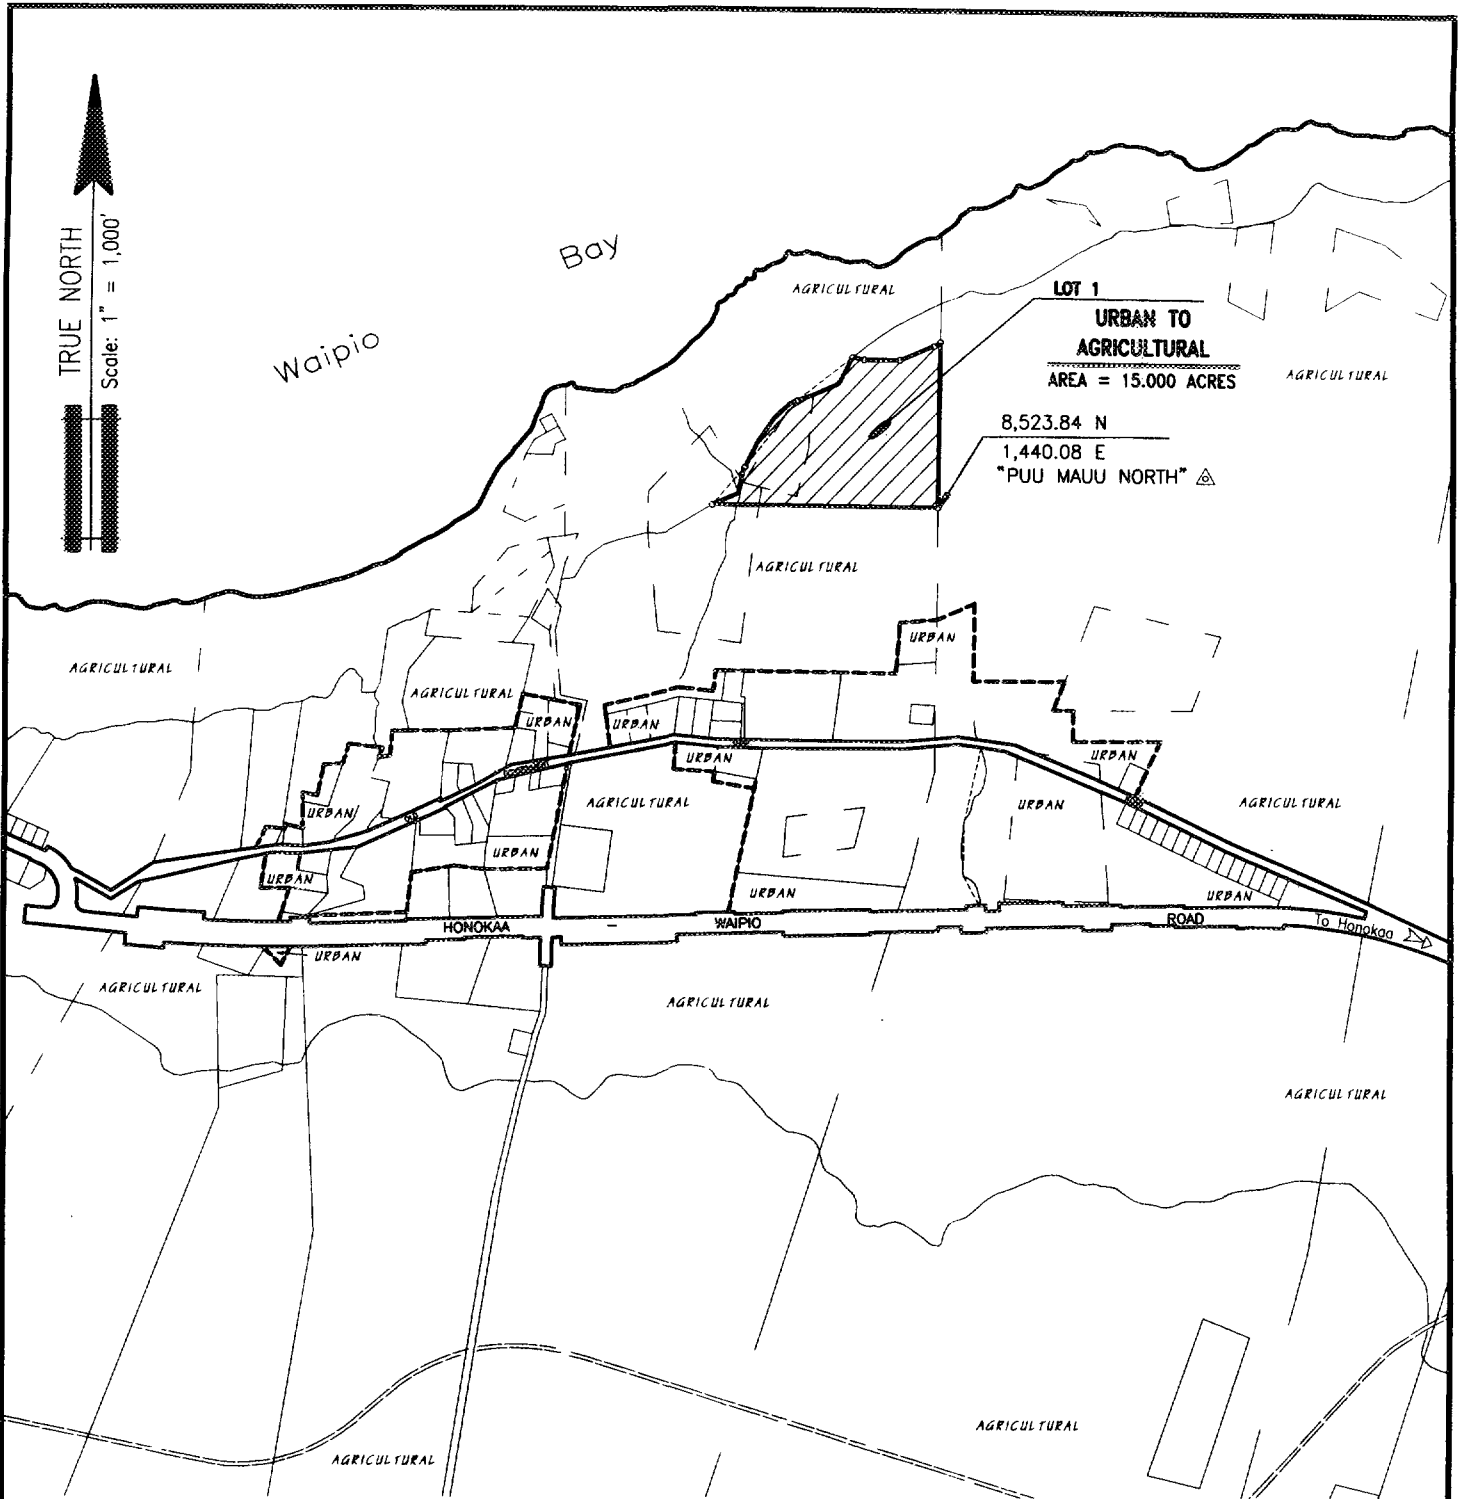 TRUE NORTH
Scale: 1" = 1,000'
Waipio
Bay
AGRICULTURAL
LOT 1
URBAN TO
AGRICULTURAL
AREA = 15.000 ACRES
AGRICULTURAL
8,523.84 N
1,440.08 E
"PUU MAUU NORTH"
AGRICULTURAL
URBAN
AGRICULTURAL
AGRICULTURAL
URBAN
URBAN
URBAN
URBAN
AGRICULTURAL
URBAN
AGRICULTURAL
URBAN
URBAN
URBAN
URBAN
URBAN
HONOKAA - WAIPIO ROAD
To Honokaa
URBAN
AGRICULTURAL
AGRICULTURAL
AGRICULTURAL
AGRICULTURAL
AGRICULTURAL